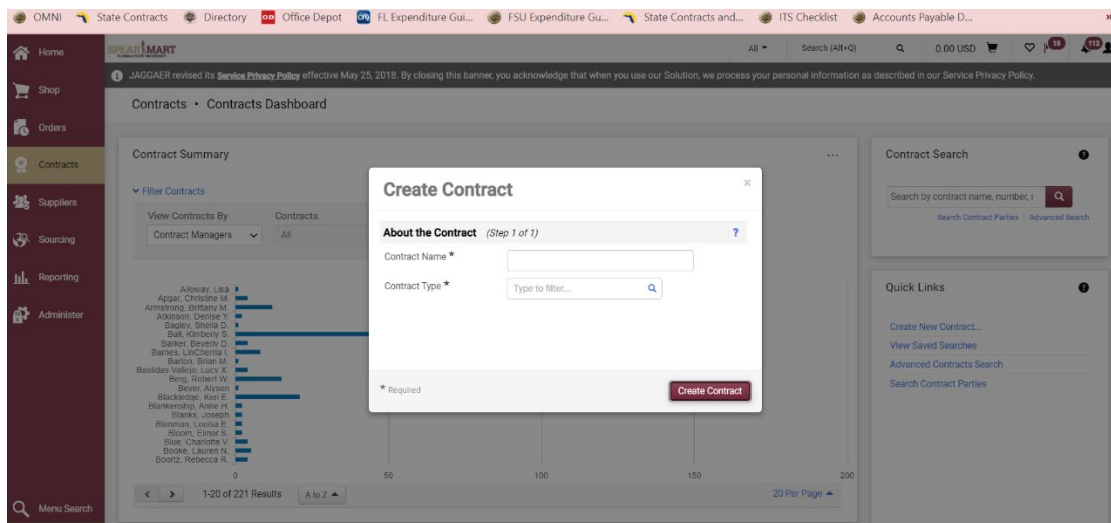 OMNI State Contracts Directory OD Office Depot CFO FL Expenditure Gui... FSU Expenditure Gu... State Contracts and... ITS Checklist Accounts Payable D... »
Home
SPEAR MART
All Search (Alt+Q) 0.00 USD 18 112
JAGGAER revised its Service Privacy Policy effective May 25, 2018. By closing this banner, you acknowledge that when you use our Solution, we process your personal information as described in our Service Privacy Policy.
Shop
Contracts • Contracts Dashboard
Orders
Contracts
Suppliers
Sourcing
Reporting
Administer
Menu Search
Contract Summary ...
Filter Contracts
View Contracts By Contracts
Contract Managers All
Alloway, Lisa
Apgar, Christine M.
Armstrong, Brittany M.
Atkinson, Denise Y.
Bagley, Sheila D.
Ball, Kimberly S.
Barker, Beverly D.
Barnes, LinCherria I.
Barton, Brian M.
Bastidas Vallejo, Lucy X.
Berg, Robert W.
Beyer, Alyson
Blackledge, Keri E.
Blankenship, Anne H.
Blanks, Joseph
Blenman, Louisa E.
Bloom, Elinor S.
Blue, Charlotte V.
Booke, Lauren N.
Boortz, Rebecca R.
0 50 100 150 200
< > 1-20 of 221 Results A to Z 20 Per Page
Create Contract ×
About the Contract (Step 1 of 1) ?
Contract Name ★
Contract Type ★ Type to filter...
★ Required Create Contract
Contract Search ?
Search by contract name, number, s
Search Contract Parties | Advanced Search
Quick Links ?
Create New Contract...
View Saved Searches
Advanced Contracts Search
Search Contract Parties